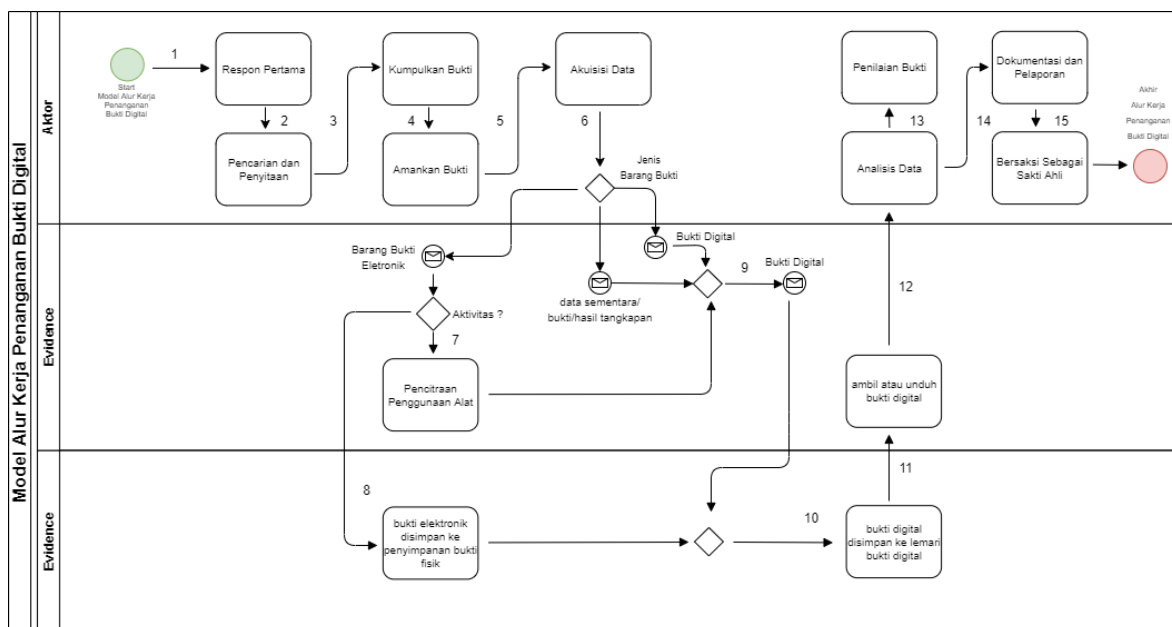 Model Alur Kerja Penanganan Bukti Digital
Aktor
Start
Model Alur Kerja
Penanganan
Bukti Digital
1
Respon Pertama
2
Pencarian dan
Penyitaan
3
Kumpulkan Bukti
4
Amankan Bukti
5
Akuisisi Data
6
Jenis
Barang Bukti
Penilaian Bukti
13
Analisis Data
14
Dokumentasi dan
Pelaporan
15
Bersaksi Sebagai
Sakti Ahli
Akhir
Alur Kerja
Penanganan
Bukti Digital
Evidence
Barang Bukti
Eletronik
Aktivitas ?
7
Pencitraan
Penggunaan Alat
data sementara/
bukti/hasil tangkapan
Bukti Digital
9
Bukti Digital
12
ambil atau unduh
bukti digital
11
Evidence
8
bukti elektronik
disimpan ke
penyimpanan bukti
fisik
10
bukti digital
disimpan ke lemari
bukti digital